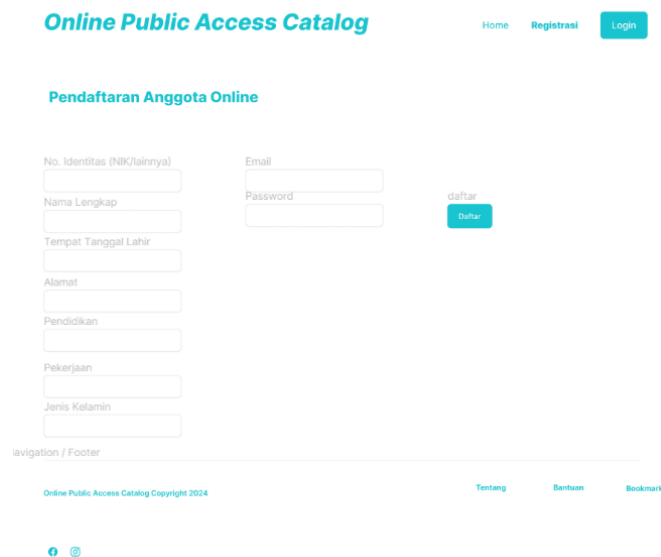 Online Public Access Catalog
Home Registrasi Login
Pendaftaran Anggota Online
No. Identitas (NIK/lainnya)
Nama Lengkap
Tempat Tanggal Lahir
Alamat
Pendidikan
Pekerjaan
Jenis Kelamin
Email
Password
daftar
Daftar
avigation / Footer
Online Public Access Catalog Copyright 2024
Tentang Bantuan Bookmark